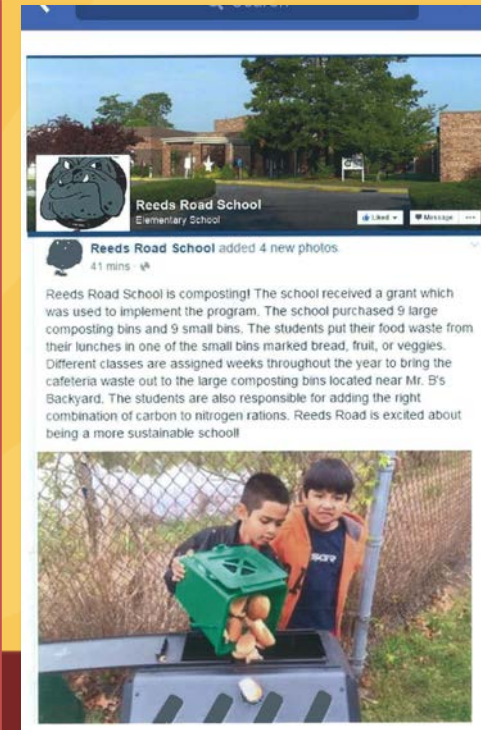 Search
Reeds Road School
Elementary School
Liked
Message
Reeds Road School added 4 new photos.
41 mins
Reeds Road School is composting! The school received a grant which
was used to implement the program. The school purchased 9 large
composting bins and 9 small bins. The students put their food waste from
their lunches in one of the small bins marked bread, fruit, or veggies.
Different classes are assigned weeks throughout the year to bring the
cafeteria waste out to the large composting bins located near Mr. B's
Backyard. The students are also responsible for adding the right
combination of carbon to nitrogen rations. Reeds Road is excited about
being a more sustainable school!